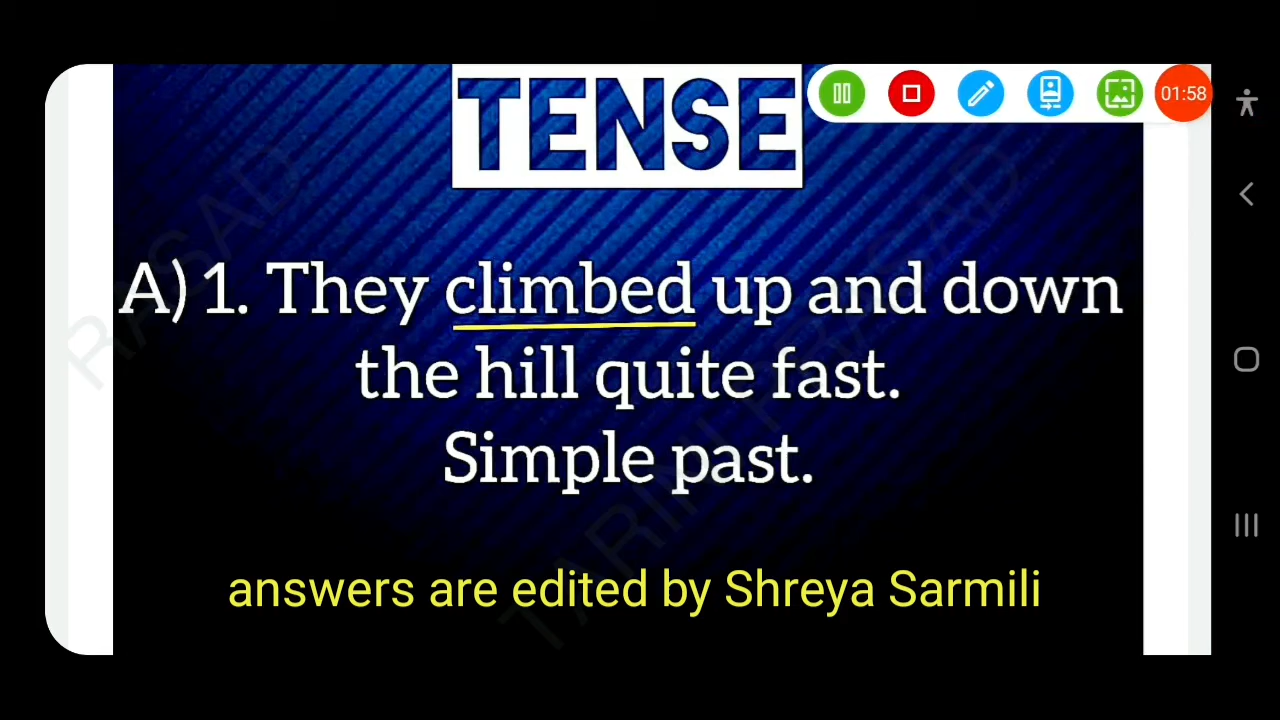 TENSE
01:58
A) 1. They climbed up and down
the hill quite fast.
Simple past.
answers are edited by Shreya Sarmili